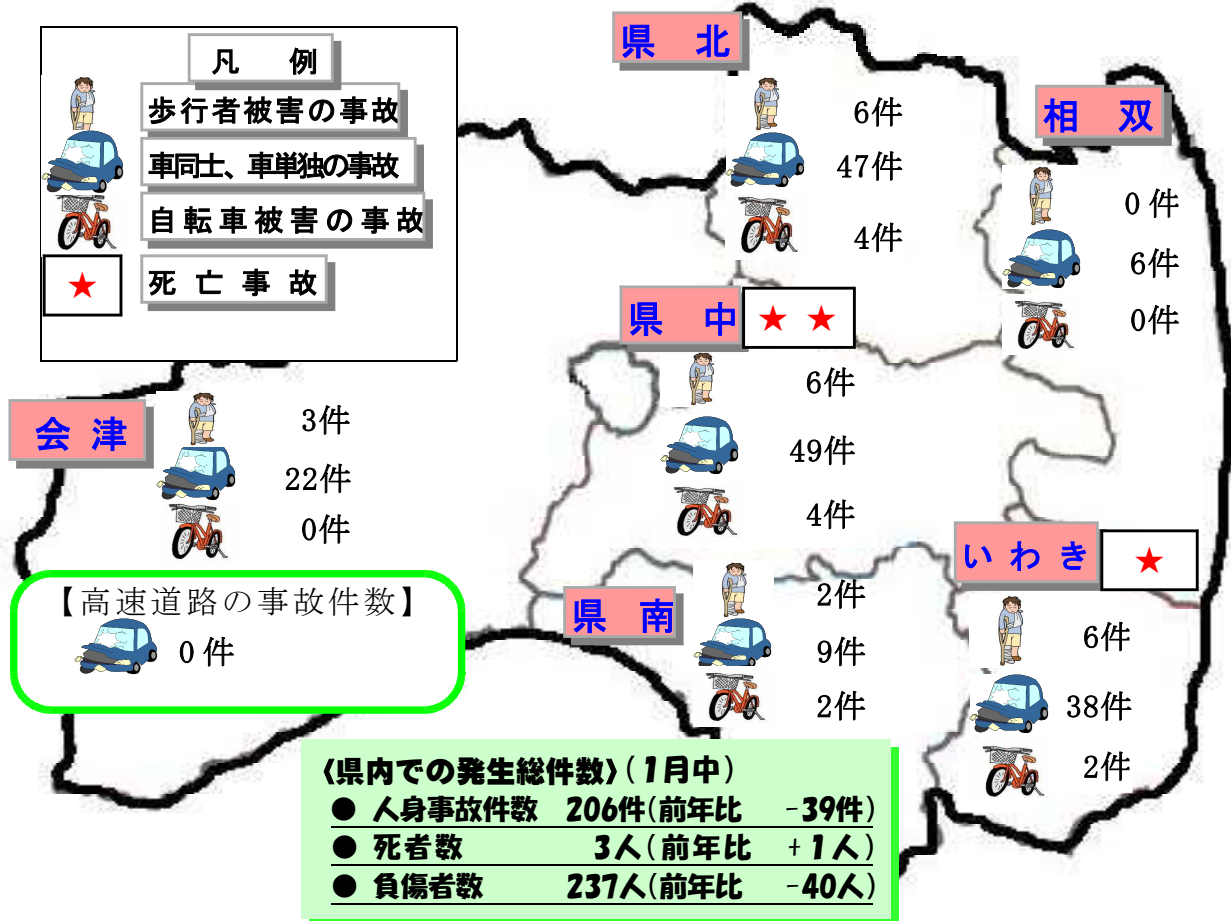 凡 例
歩行者被害の事故
車同士、車単独の事故
自転車被害の事故
★ 死亡事故
県 北
6件
47件
4件
相 双
0件
6件
0件
県 中 ★ ★
6件
49件
4件
会 津
3件
22件
0件
いわき ★
6件
38件
2件
県 南
2件
9件
2件
【高速道路の事故件数】
0件
《県内での発生総件数》(1月中)
● 人身事故件数 206件(前年比 -39件)
● 死者数 3人(前年比 +1人)
● 負傷者数 237人(前年比 -40人)